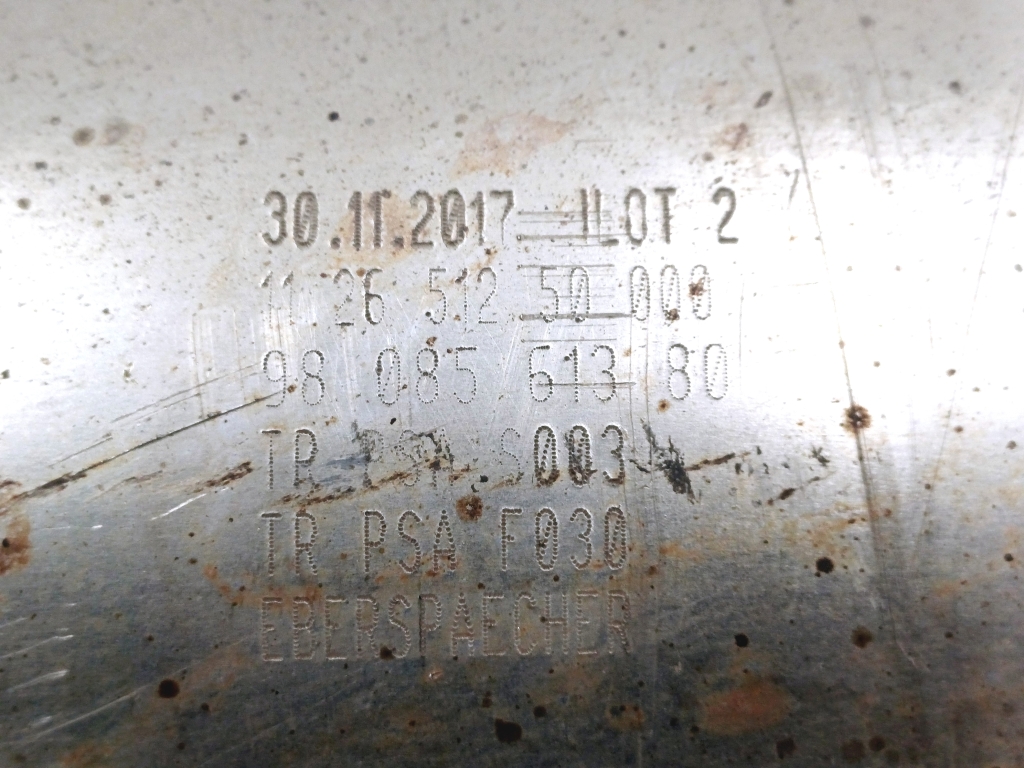 30.11.2017 ILOT 2
11 26 512 50 000
98 085 613 80
TR PSA S003
TR PSA F030
EBERSPAECHER